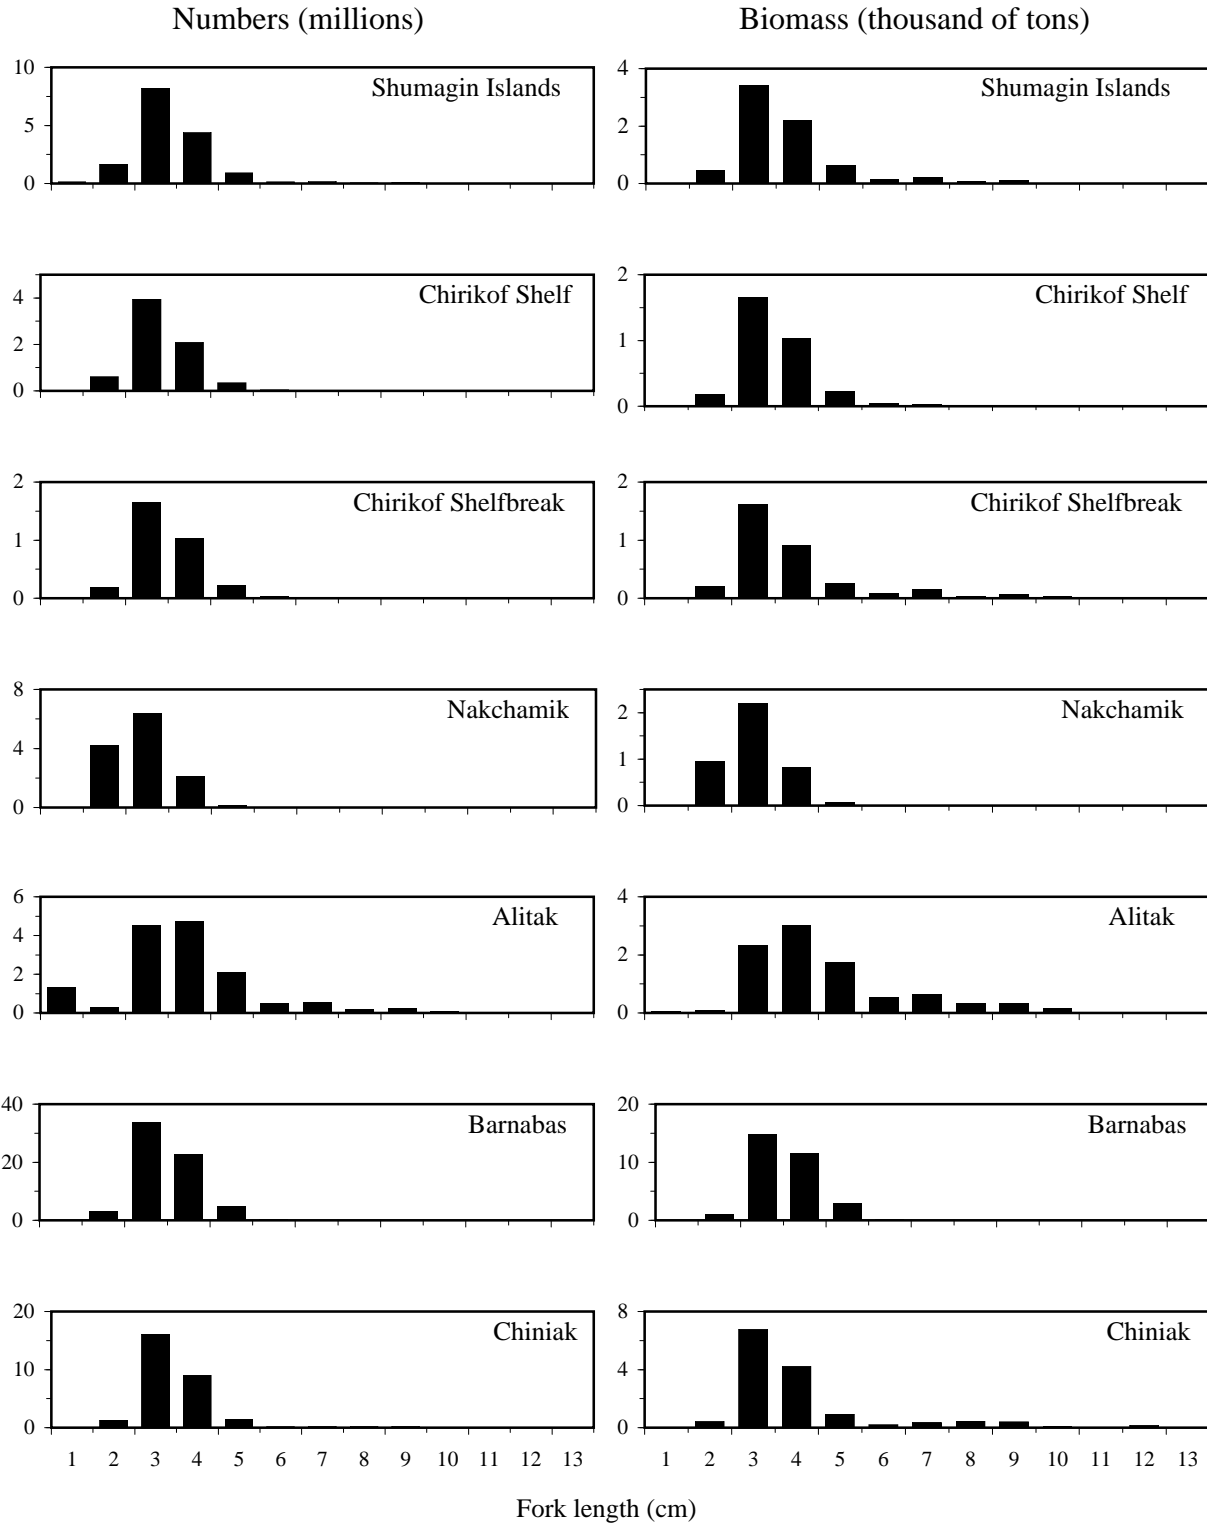 Numbers (millions) Biomass (thousand of tons)
10 Shumagin Islands 4 Shumagin Islands
5 2
0 0
4 Chirikof Shelf 2 Chirikof Shelf
2 1
0 0
2 Chirikof Shelfbreak 2 Chirikof Shelfbreak
1 1
0 0
8 Nakchamik 2 Nakchamik
4 1
0 0
6 Alitak 4 Alitak
4 2
2 0
0
40 Barnabas 20 Barnabas
20 10
0 0
20 Chiniak 8 Chiniak
10 4
0 0
1 2 3 4 5 6 7 8 9 10 11 12 13 1 2 3 4 5 6 7 8 9 10 11 12 13
Fork length (cm)